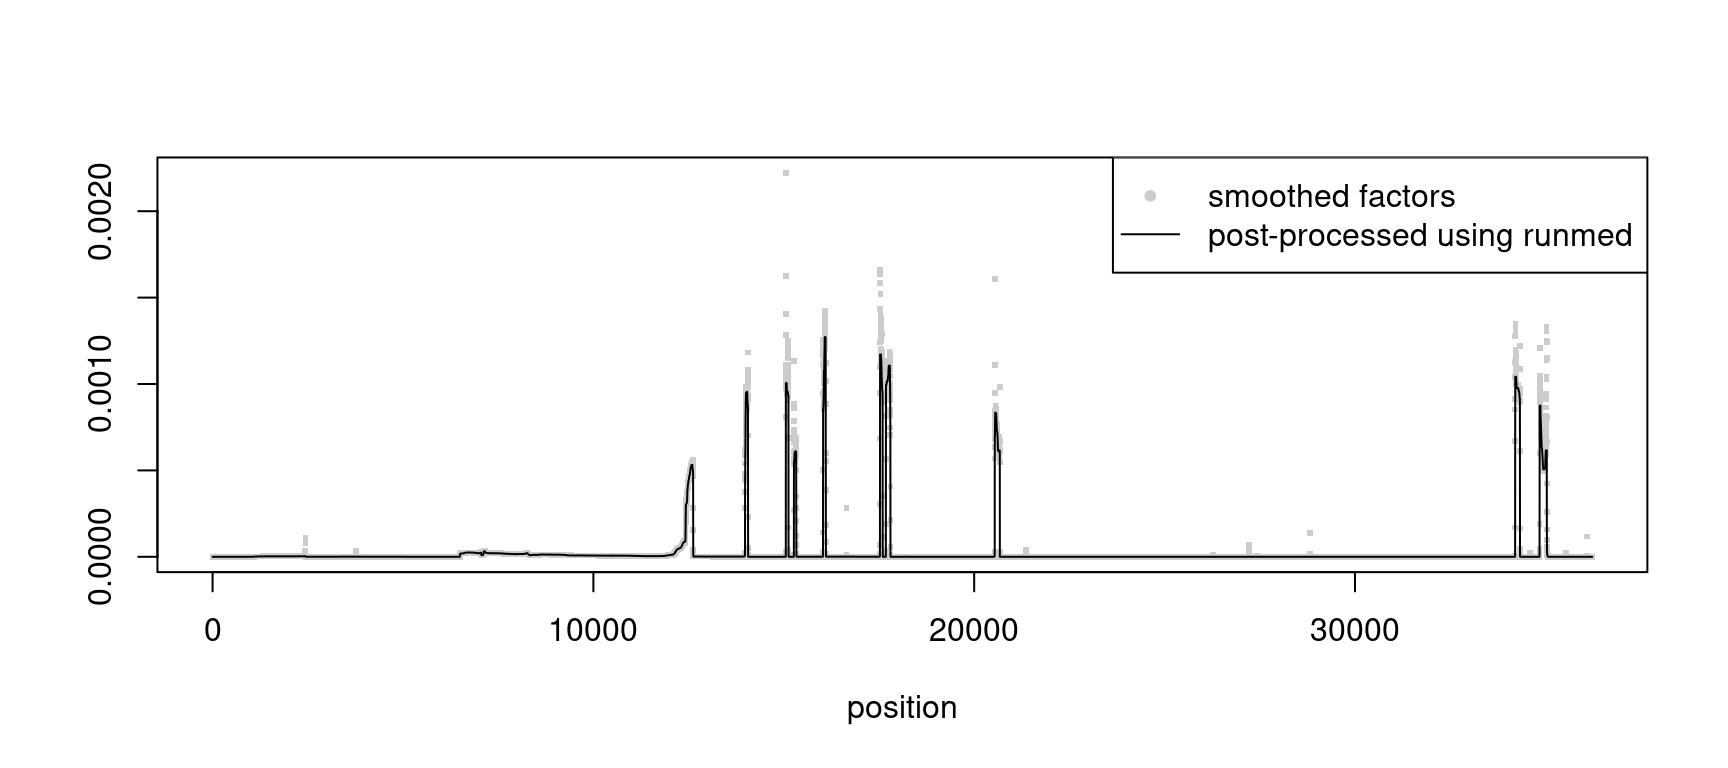 smoothed factors
post-processed using runmed
0.0020
0.0010
0.0000
0 10000 20000 30000
position